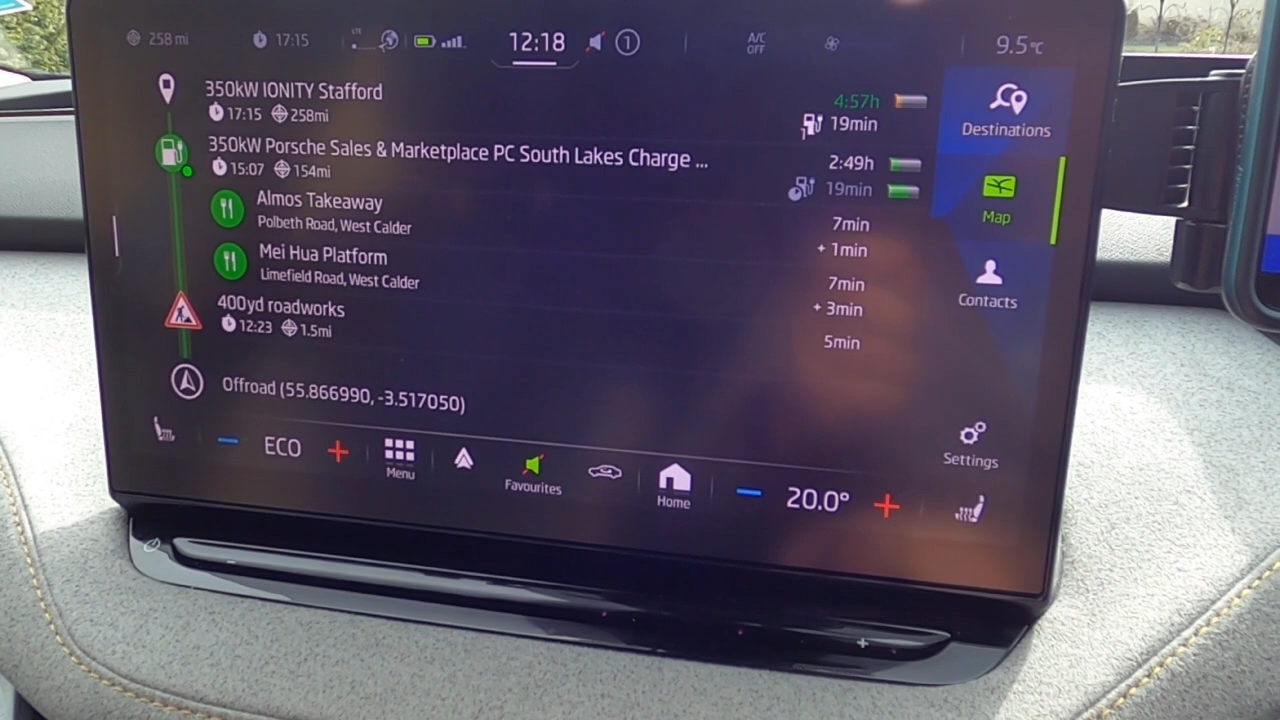 258 mi
17:15
LTE
12:18
1
A/C
OFF
9.5°C
350kW IONITY Stafford
17:15 258mi
4:57h
19min
350kW Porsche Sales & Marketplace PC South Lakes Charge ...
15:07 154mi
2:49h
19min
Almos Takeaway
Polbeth Road, West Calder
7min
+ 1min
Mei Hua Platform
Limefield Road, West Calder
7min
+ 3min
400yd roadworks
12:23 1.5mi
5min
Offroad (55.866990, -3.517050)
Destinations
Map
Contacts
Settings
ECO
Menu
Favourites
Home
20.0°